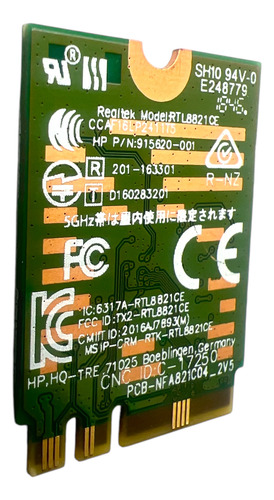 SH10 94V-0
E248779
1845.
Realtek Model:RTL8821CE
CCAF16LP2411T5
HP P/N:915620-001
R 201-163301
T D160283201
R-NZ
5GHz帯は屋内使用に限定されます
FC
CE
IC:6317A-RTL8821CE
FCC ID:TX2-RTL8821CE
CMIIT ID:2016AJ7893(M)
MSIP-CRM-RTK-RTL8821CE
HP,HQ-TRE 71025 Boeblingen,Germany
CNC ID:C-17250
PCB-NFA821C04_2V5